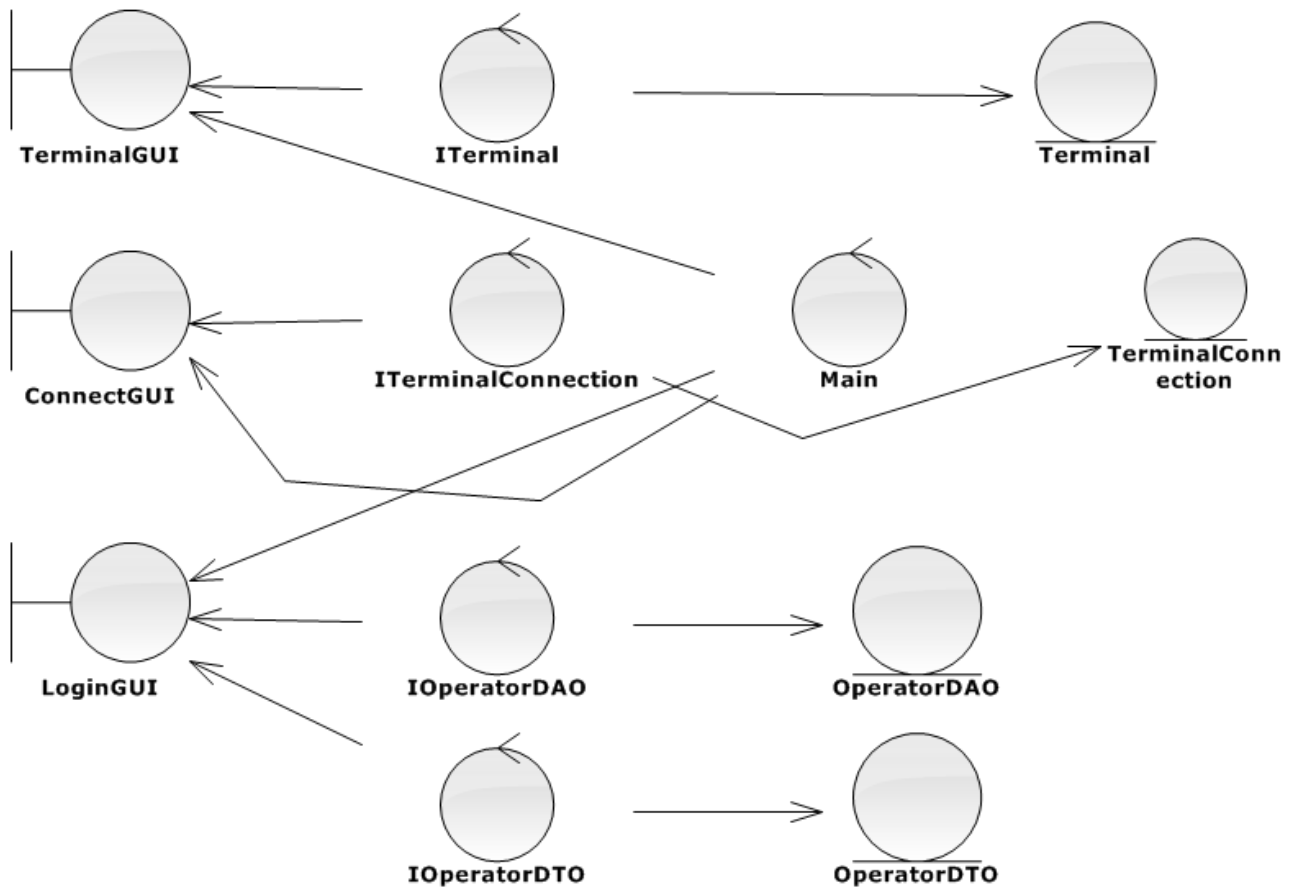 TerminalGUI
ITerminal
Terminal
ConnectGUI
ITerminalConnection
Main
TerminalConn
ection
LoginGUI
IOperatorDAO
OperatorDAO
IOperatorDTO
OperatorDTO